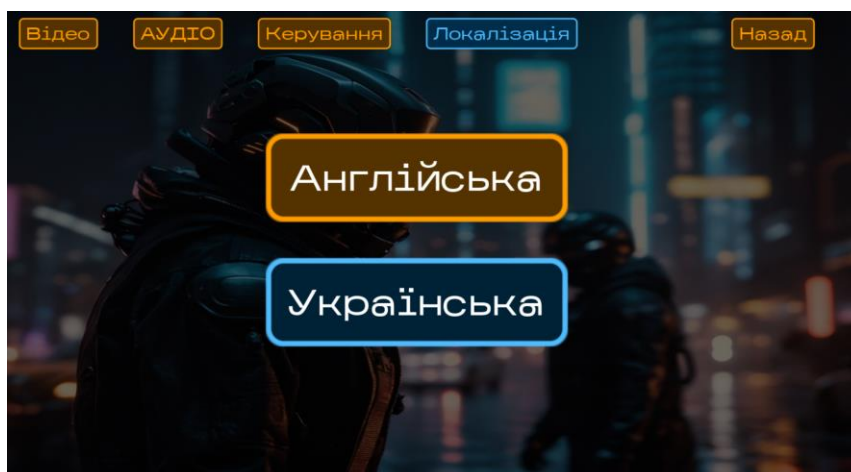 Відео АУДІО Керування Локалізація Назад
Англійська
Українська